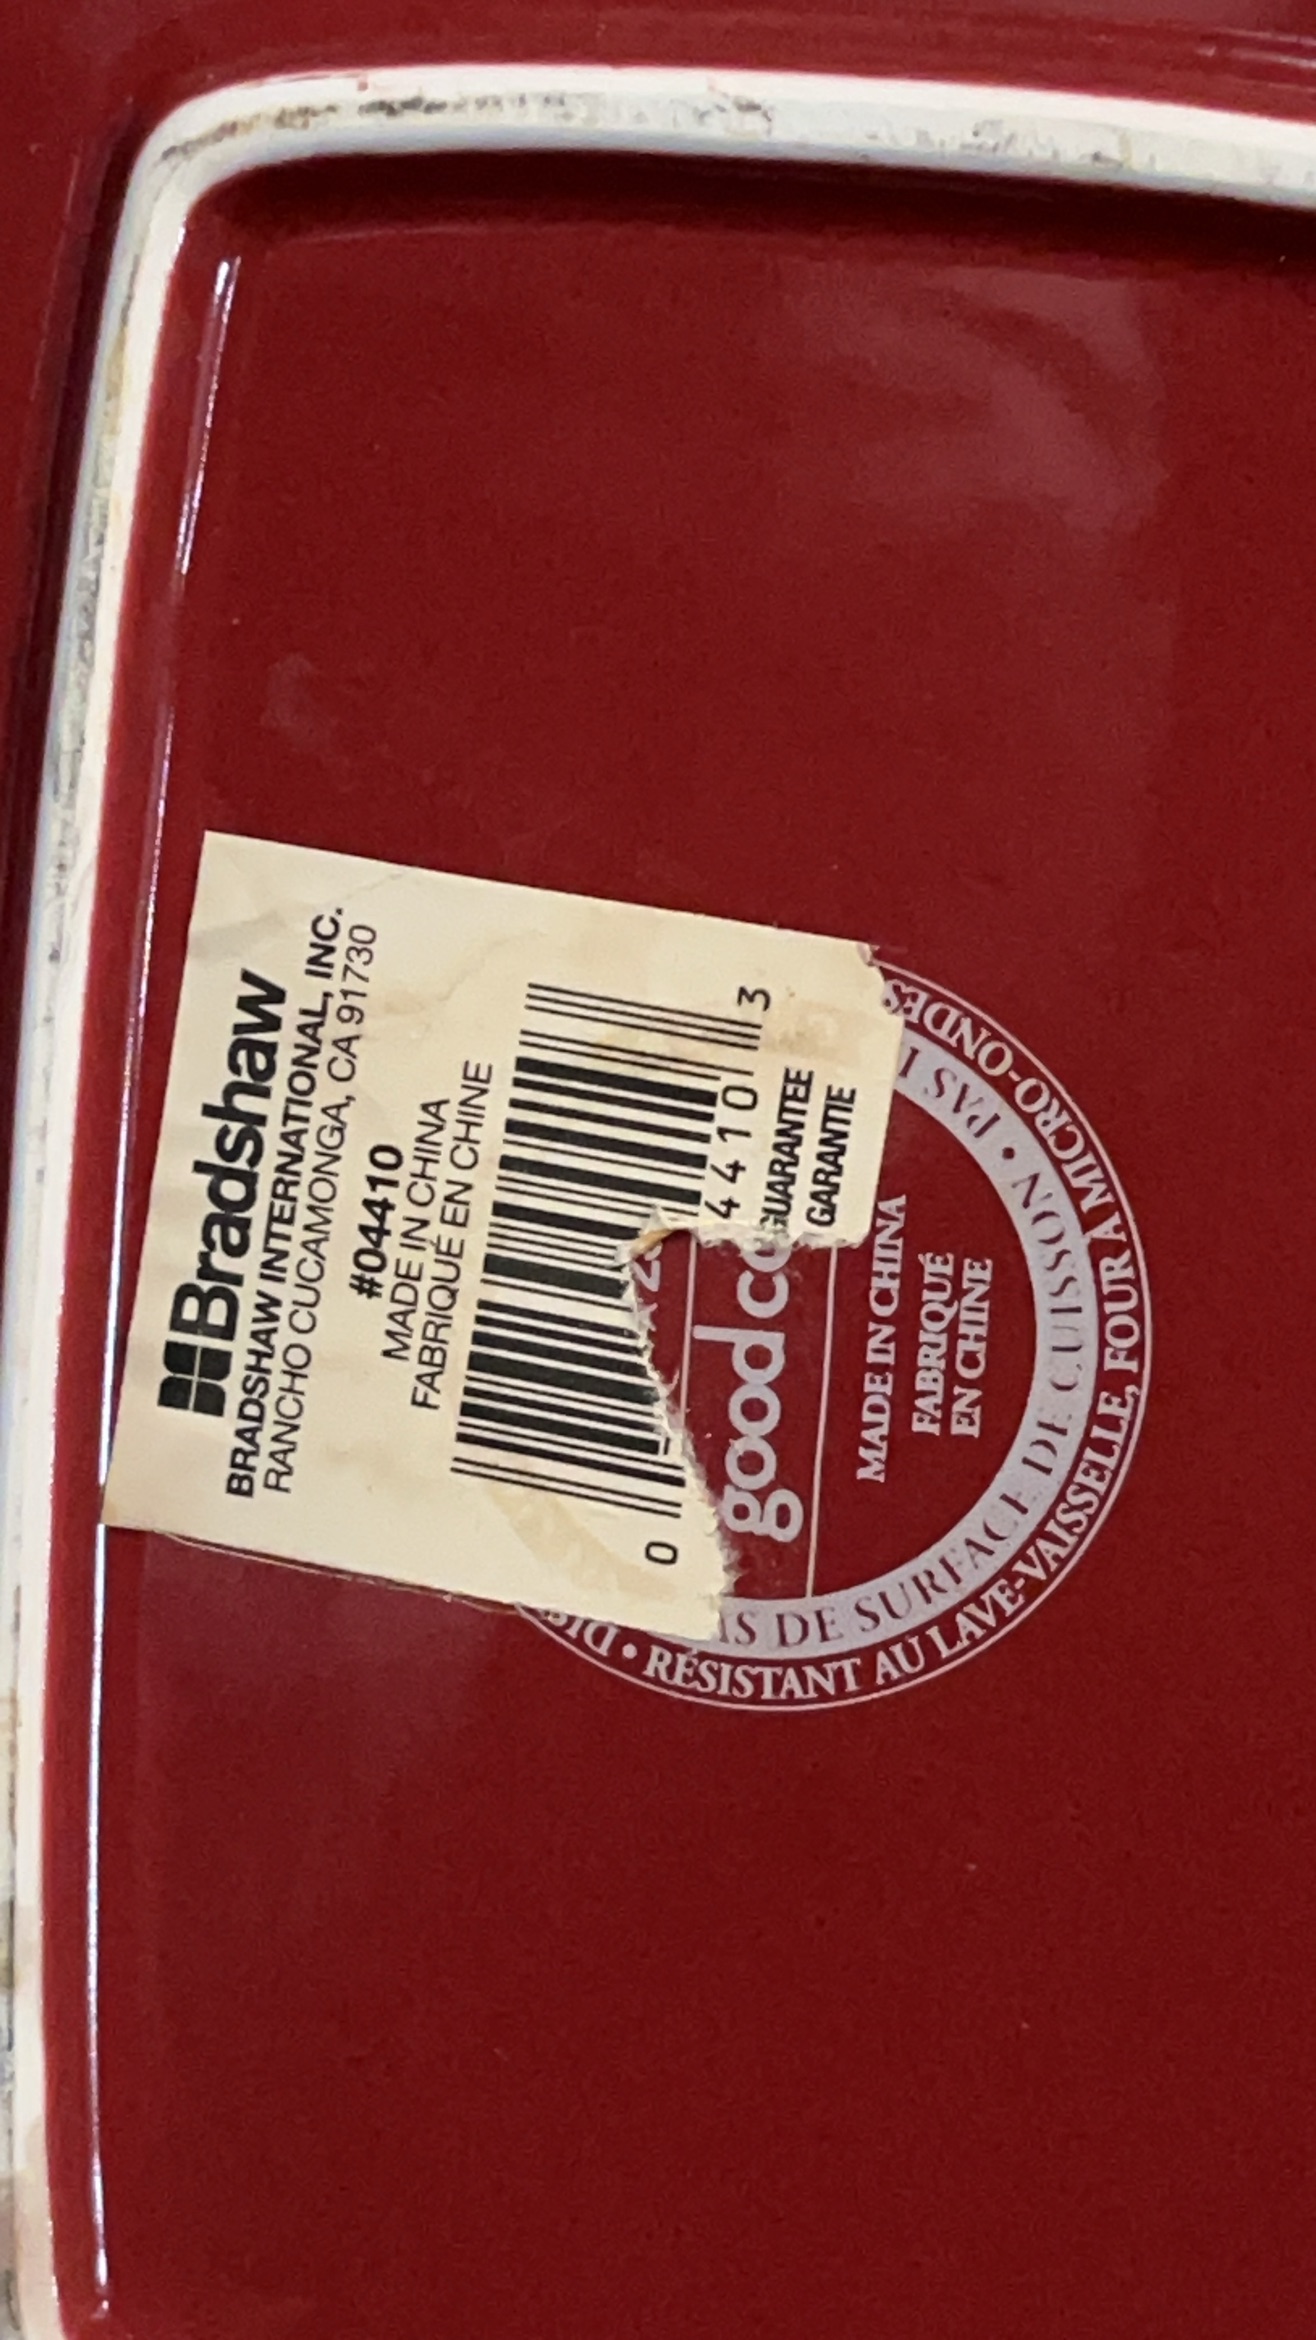 Bradshaw
BRADSHAW INTERNATIONAL, INC.
RANCHO CUCAMONGA, CA 91730
#04410
MADE IN CHINA
FABRIQUÉ EN CHINE
0 4410 3
GUARANTEE
GARANTIE
good
MADE IN CHINA
FABRIQUÉ
EN CHINE
DE SURFACE DE CUISSON • PAS
• RÉSISTANT AU LAVE-VAISSELLE, FOUR À MICRO-ONDES